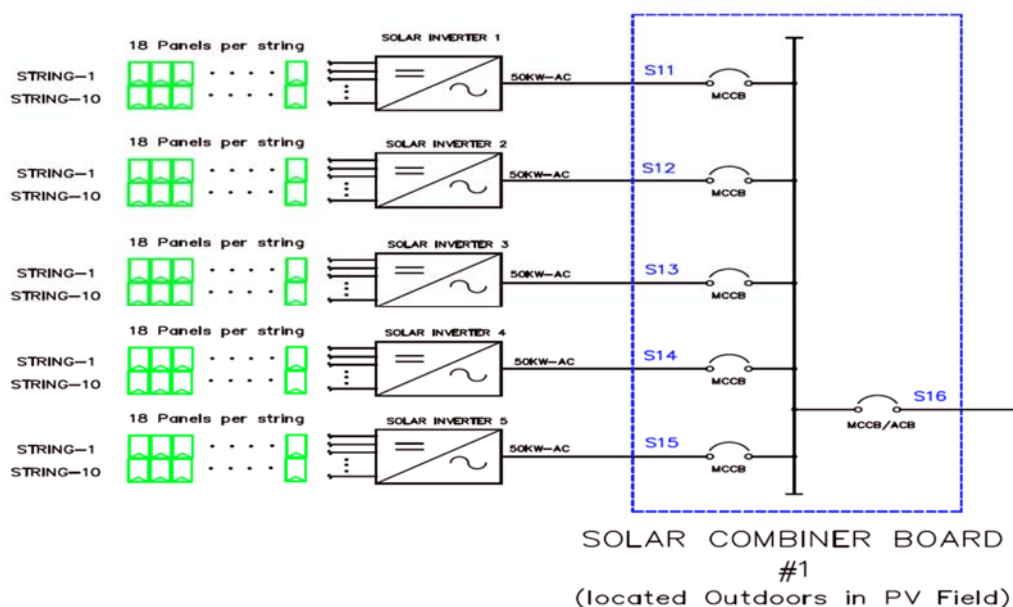 SOLAR INVERTER 1
18 Panels per string
STRING-1
STRING-10
50KW-AC
S11
MCCB
SOLAR INVERTER 2
18 Panels per string
STRING-1
STRING-10
50KW-AC
S12
MCCB
SOLAR INVERTER 3
18 Panels per string
STRING-1
STRING-10
50KW-AC
S13
MCCB
SOLAR INVERTER 4
18 Panels per string
STRING-1
STRING-10
50KW-AC
S14
MCCB
S16
MCCB/ACB
SOLAR INVERTER 5
18 Panels per string
STRING-1
STRING-10
50KW-AC
S15
MCCB
SOLAR COMBINER BOARD
#1
(located Outdoors in PV Field)